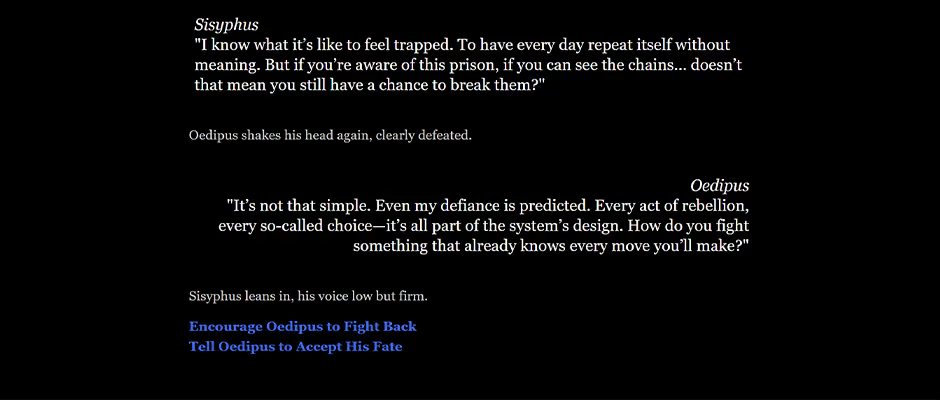 Sisyphus
"I know what it’s like to feel trapped. To have every day repeat itself without
meaning. But if you’re aware of this prison, if you can see the chains... doesn’t
that mean you still have a chance to break them?"
Oedipus shakes his head again, clearly defeated.
Oedipus
"It’s not that simple. Even my defiance is predicted. Every act of rebellion,
every so-called choice—it’s all part of the system’s design. How do you fight
something that already knows every move you’ll make?"
Sisyphus leans in, his voice low but firm.
Encourage Oedipus to Fight Back
Tell Oedipus to Accept His Fate